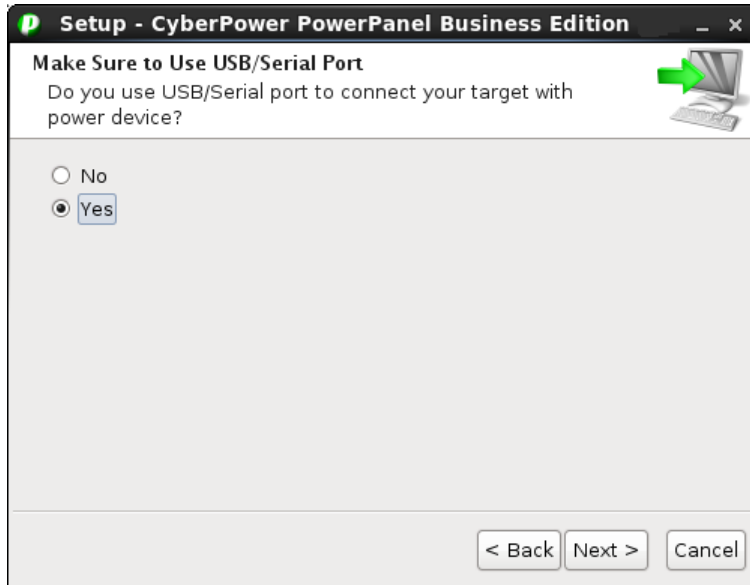 Setup - CyberPower PowerPanel Business Edition
Make Sure to Use USB/Serial Port
Do you use USB/Serial port to connect your target with
power device?
No
Yes
< Back Next > Cancel